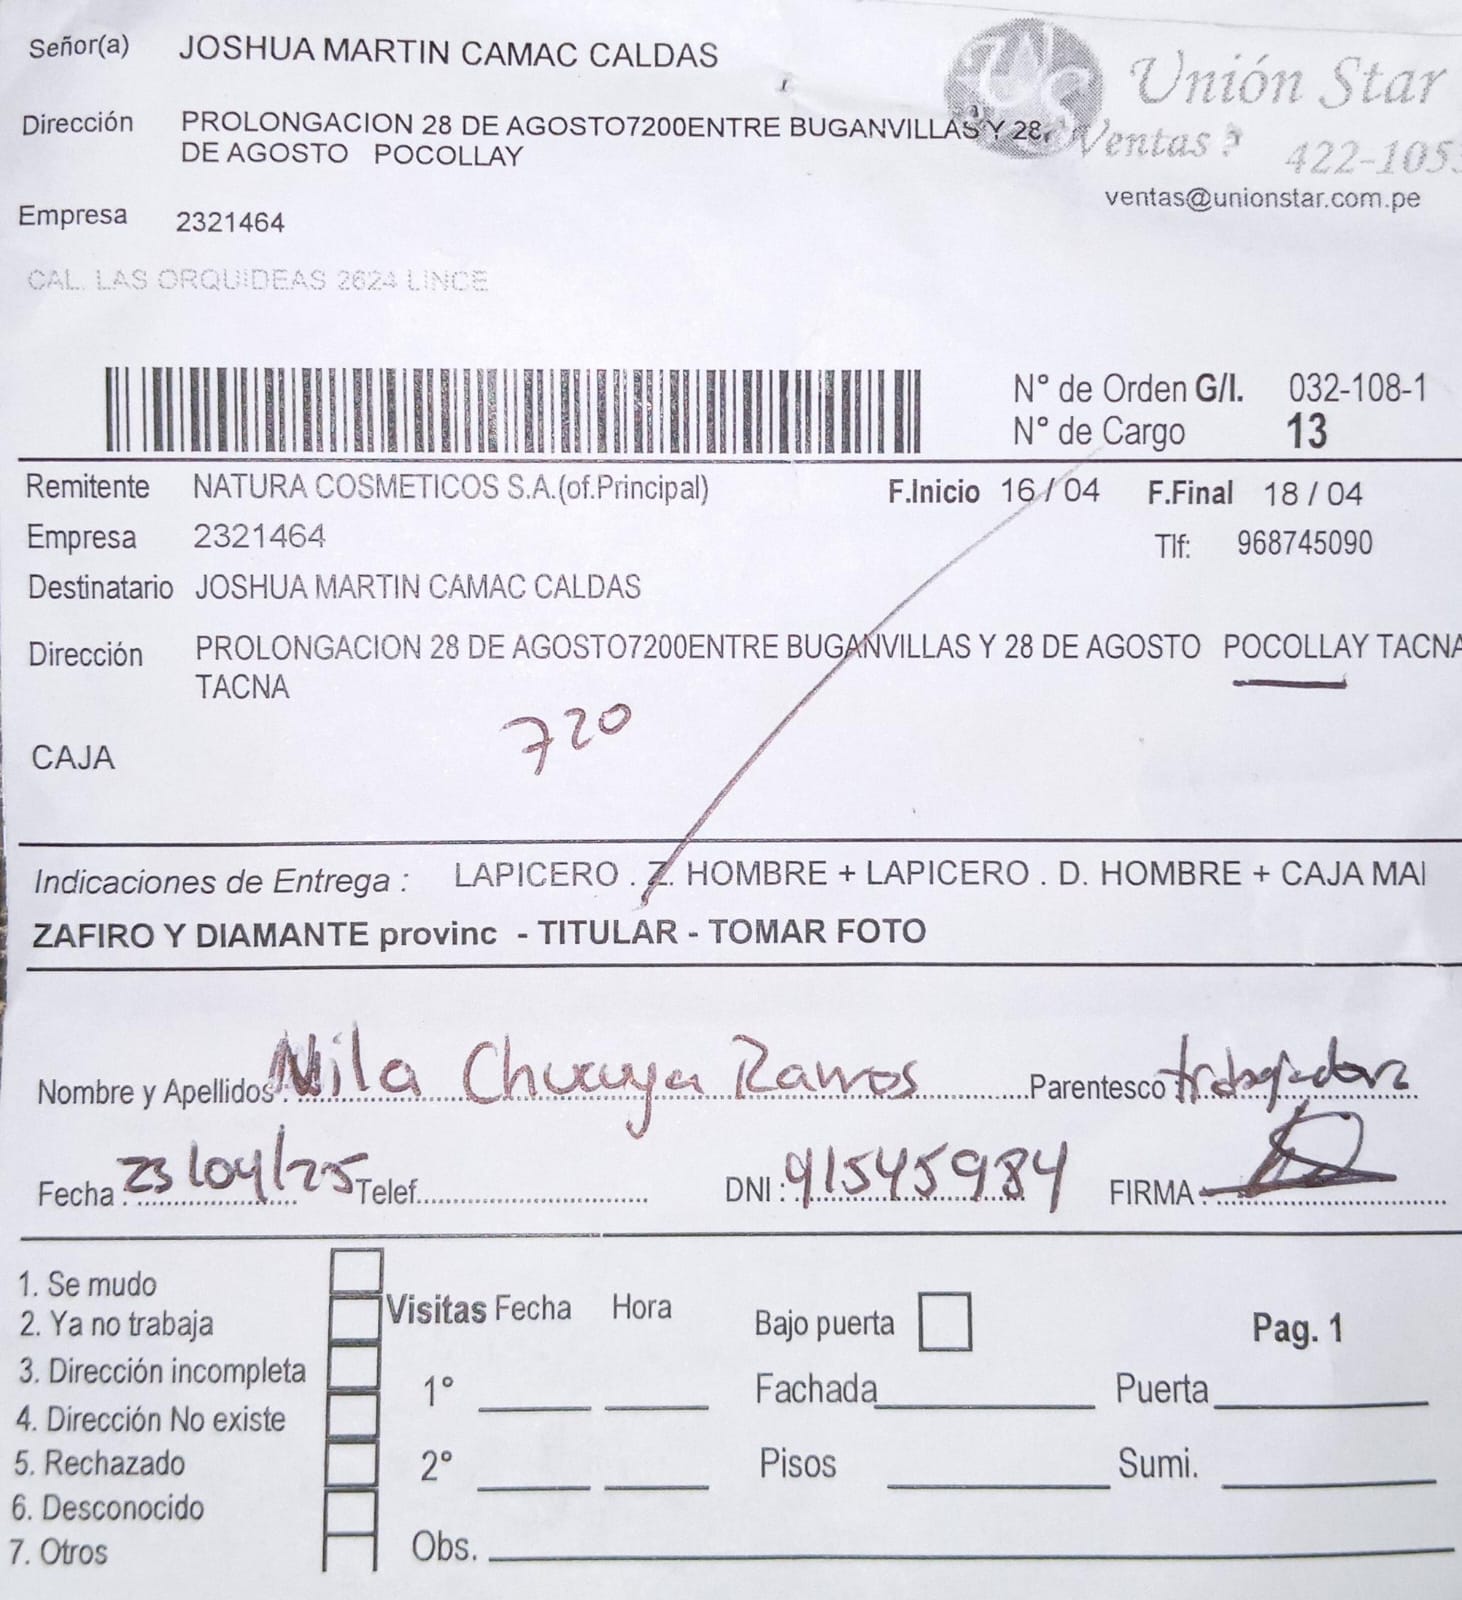 Señor(a) JOSHUA MARTIN CAMAC CALDAS
Unión Star
Dirección PROLONGACION 28 DE AGOSTO7200ENTRE BUGANVILLAS Y 28
DE AGOSTO POCOLLAY
Ventas 422-1053
ventas@unionstar.com.pe
Empresa 2321464
CAL. LAS ORQUIDEAS 2624 LINCE
N° de Orden G/I. 032-108-1
N° de Cargo 13
Remitente NATURA COSMETICOS S.A.(of.Principal) F.Inicio 16 / 04 F.Final 18 / 04
Empresa 2321464 Tlf: 968745090
Destinatario JOSHUA MARTIN CAMAC CALDAS
Dirección PROLONGACION 28 DE AGOSTO7200ENTRE BUGANVILLAS Y 28 DE AGOSTO POCOLLAY TACNA
TACNA
720
CAJA
Indicaciones de Entrega : LAPICERO . Z. HOMBRE + LAPICERO . D. HOMBRE + CAJA MAI
ZAFIRO Y DIAMANTE provinc - TITULAR - TOMAR FOTO
Nombre y Apellidos: Nila Chucuya Ramos Parentesco trabajadora
Fecha: 23/04/25 Telef. DNI: 91545984 FIRMA:
1. Se mudo
2. Ya no trabaja
3. Dirección incompleta
4. Dirección No existe
5. Rechazado
6. Desconocido
7. Otros
Visitas Fecha Hora
1°
2°
Obs.
Bajo puerta Pag. 1
Fachada Puerta
Pisos Sumi.